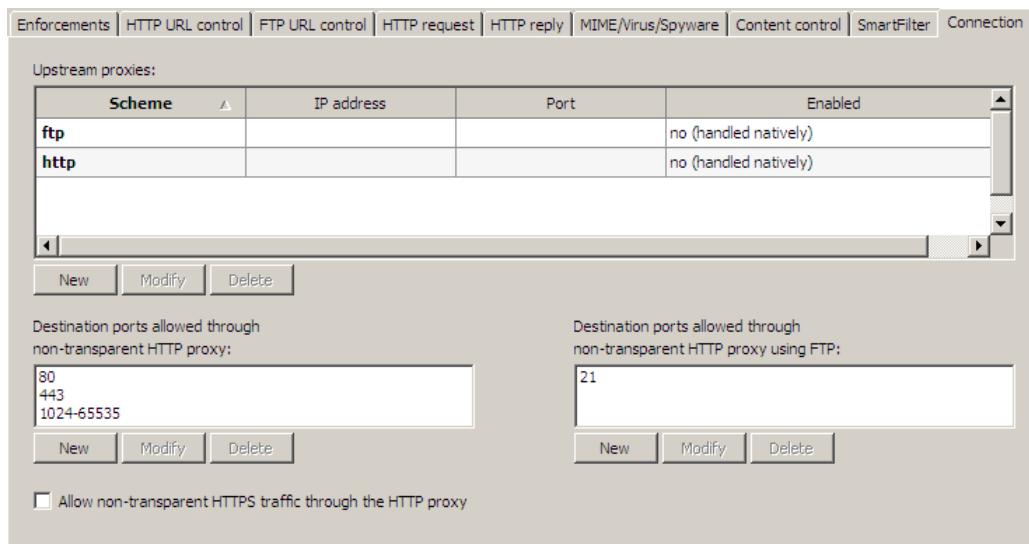 Enforcements HTTP URL control FTP URL control HTTP request HTTP reply MIME/Virus/Spyware Content control SmartFilter Connection
Upstream proxies:
Scheme IP address Port Enabled
ftp no (handled natively)
http no (handled natively)
New Modify Delete
Destination ports allowed through
non-transparent HTTP proxy:
80
443
1024-65535
New Modify Delete
Destination ports allowed through
non-transparent HTTP proxy using FTP:
21
New Modify Delete
Allow non-transparent HTTPS traffic through the HTTP proxy